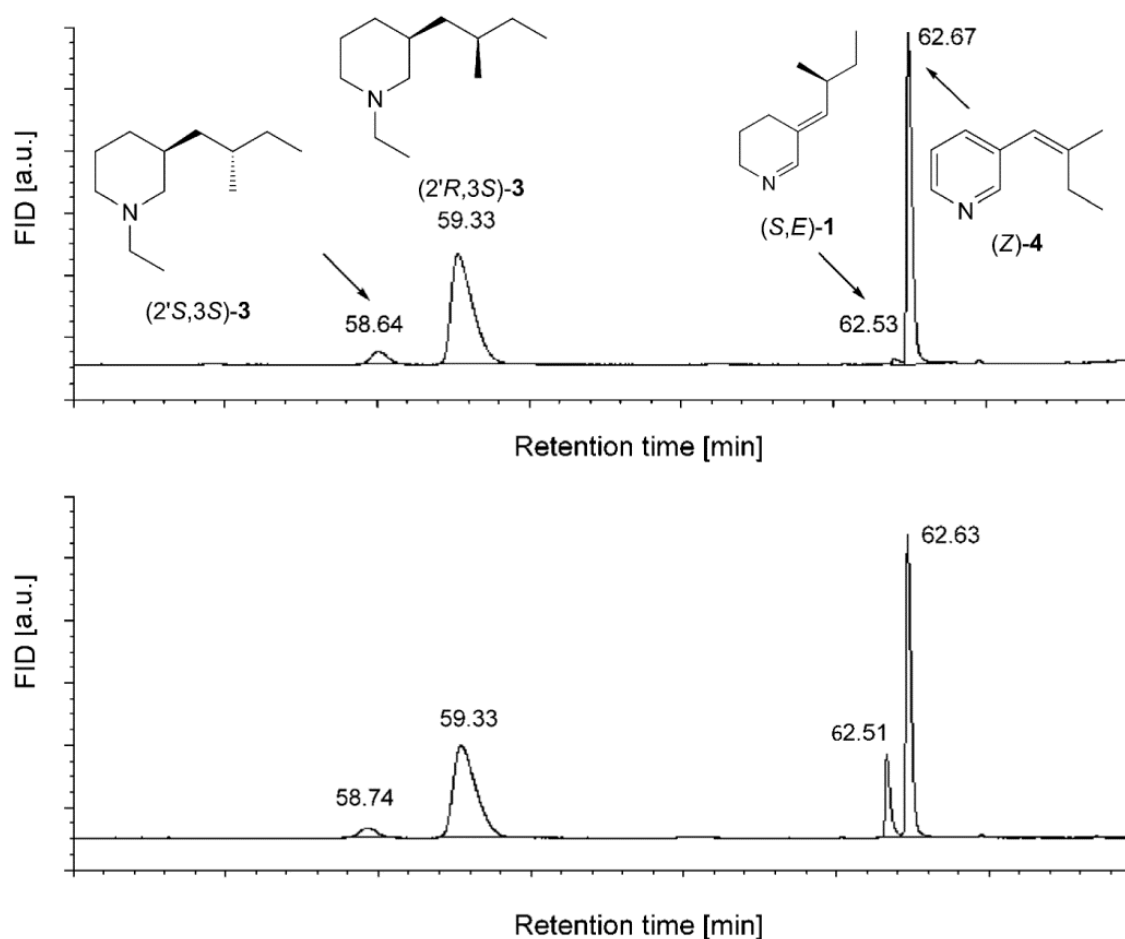 62.67
(2'R,3S)-3
59.33
(S,E)-1
(Z)-4
(2'S,3S)-3
58.64
62.53
N
N
N
N
FID [a.u.]
Retention time [min]
62.63
59.33
62.51
58.74
FID [a.u.]
Retention time [min]